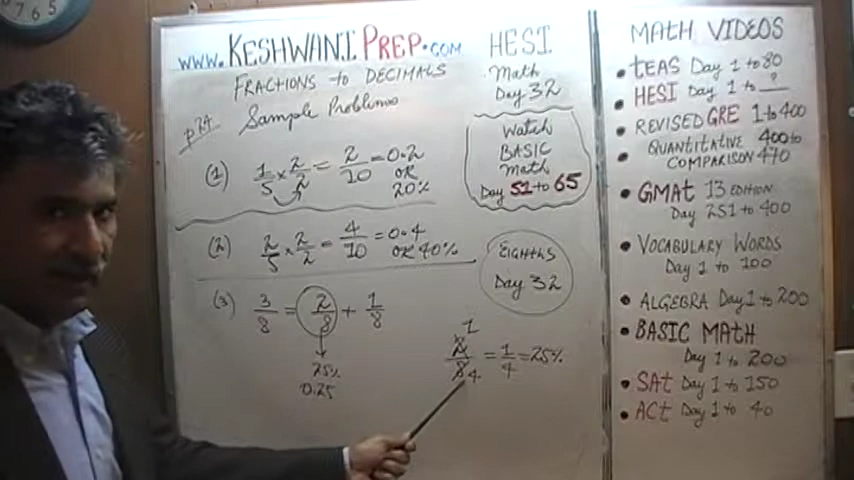 www.KESHWANIPREP.COM
FRACTIONS to DECIMALS
p24
Sample Problems
(1) 1/5 × 2/2 = 2/10 = 0.2
OR
20%
(2) 2/5 × 2/2 = 4/10 = 0.4
OR 40%
(3) 3/8 = 2/8 + 1/8
25%
0.25
1
2/8 4 = 1/4 = 25%
HESI
Math
Day 32
Watch
BASIC
Math
Day 51 to 65
EIGHTHS
Day 32
MATH VIDEOS
• TEAS Day 1 to 80
• HESI Day 1 to ?
• REVISED GRE 1 to 400
• QUANTITATIVE 400 to
COMPARISON 470
• GMAT 13 EDITION
Day 251 to 400
• VOCABULARY WORDS
Day 1 to 100
• ALGEBRA Day 1 to 200
• BASIC MATH
Day 1 to 200
• SAT Day 1 to 150
• ACT Day 1 to 40
7 6 5